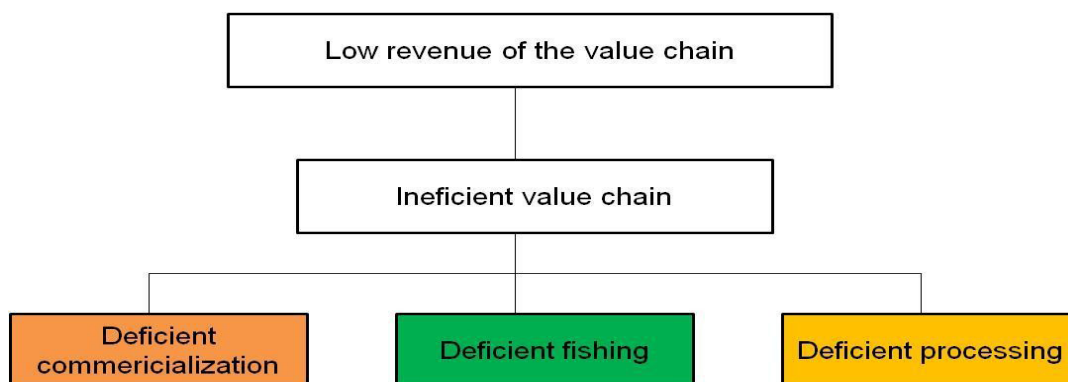 Low revenue of the value chain
Ineficient value chain
Deficient
commericialization
Deficient fishing
Deficient processing